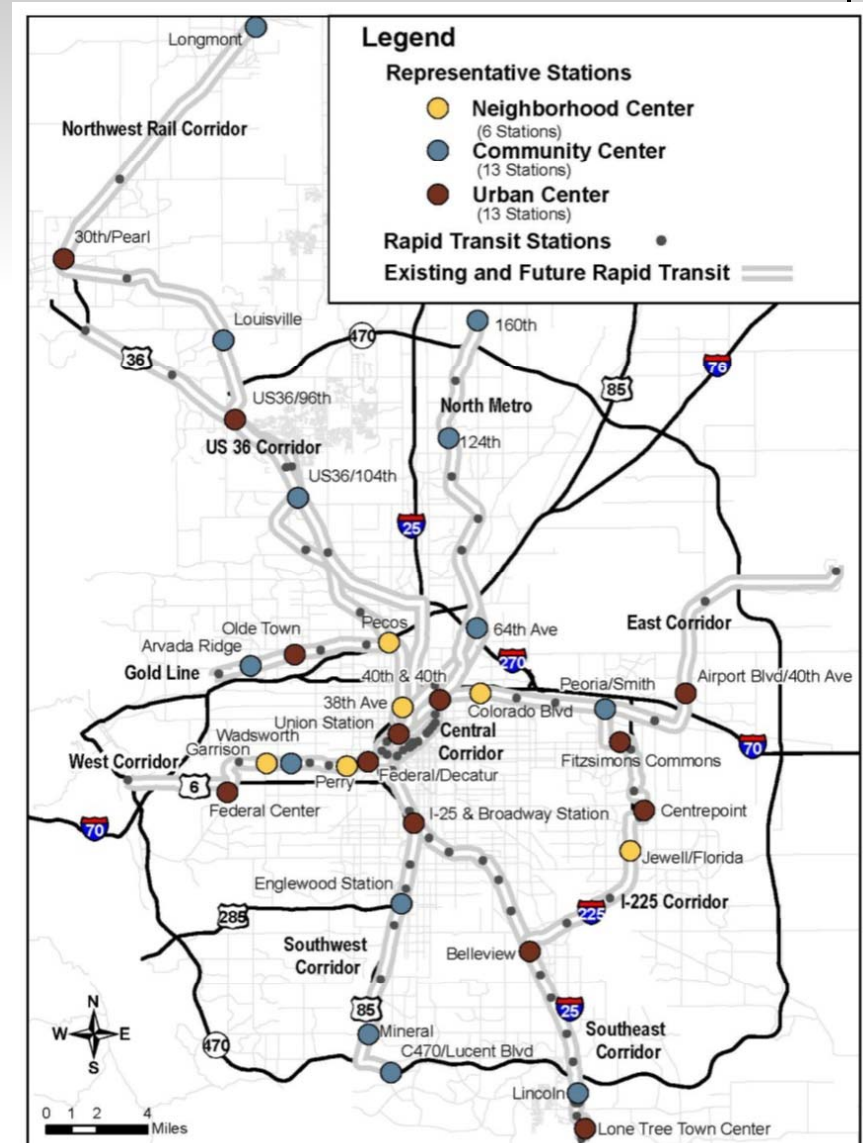 Legend
Representative Stations
Neighborhood Center
(6 Stations)
Community Center
(13 Stations)
Urban Center
(13 Stations)
Rapid Transit Stations
Existing and Future Rapid Transit
Longmont
Northwest Rail Corridor
30th/Pearl
Louisville
36
470
160th
76
85
US36/96th
North Metro
US 36 Corridor
124th
US36/104th
25
Olde Town
Pecos
64th Ave
East Corridor
Arvada Ridge
270
Gold Line
40th & 40th
Peoria/Smith
Airport Blvd/40th Ave
38th Ave
Colorado Blvd
Union Station
Central
Corridor
Wadsworth
Garrison
70
West Corridor
Fitzsimons Commons
Perry
Federal/Decatur
6
Federal Center
I-25 & Broadway Station
Centrepoint
70
Jewell/Florida
Englewood Station
I-225 Corridor
285
225
Southwest
Corridor
Belleview
85
25
N
W E
S
Mineral
Southeast
Corridor
470
C470/Lucent Blvd
Lincoln
0 1 2 4
Miles
Lone Tree Town Center